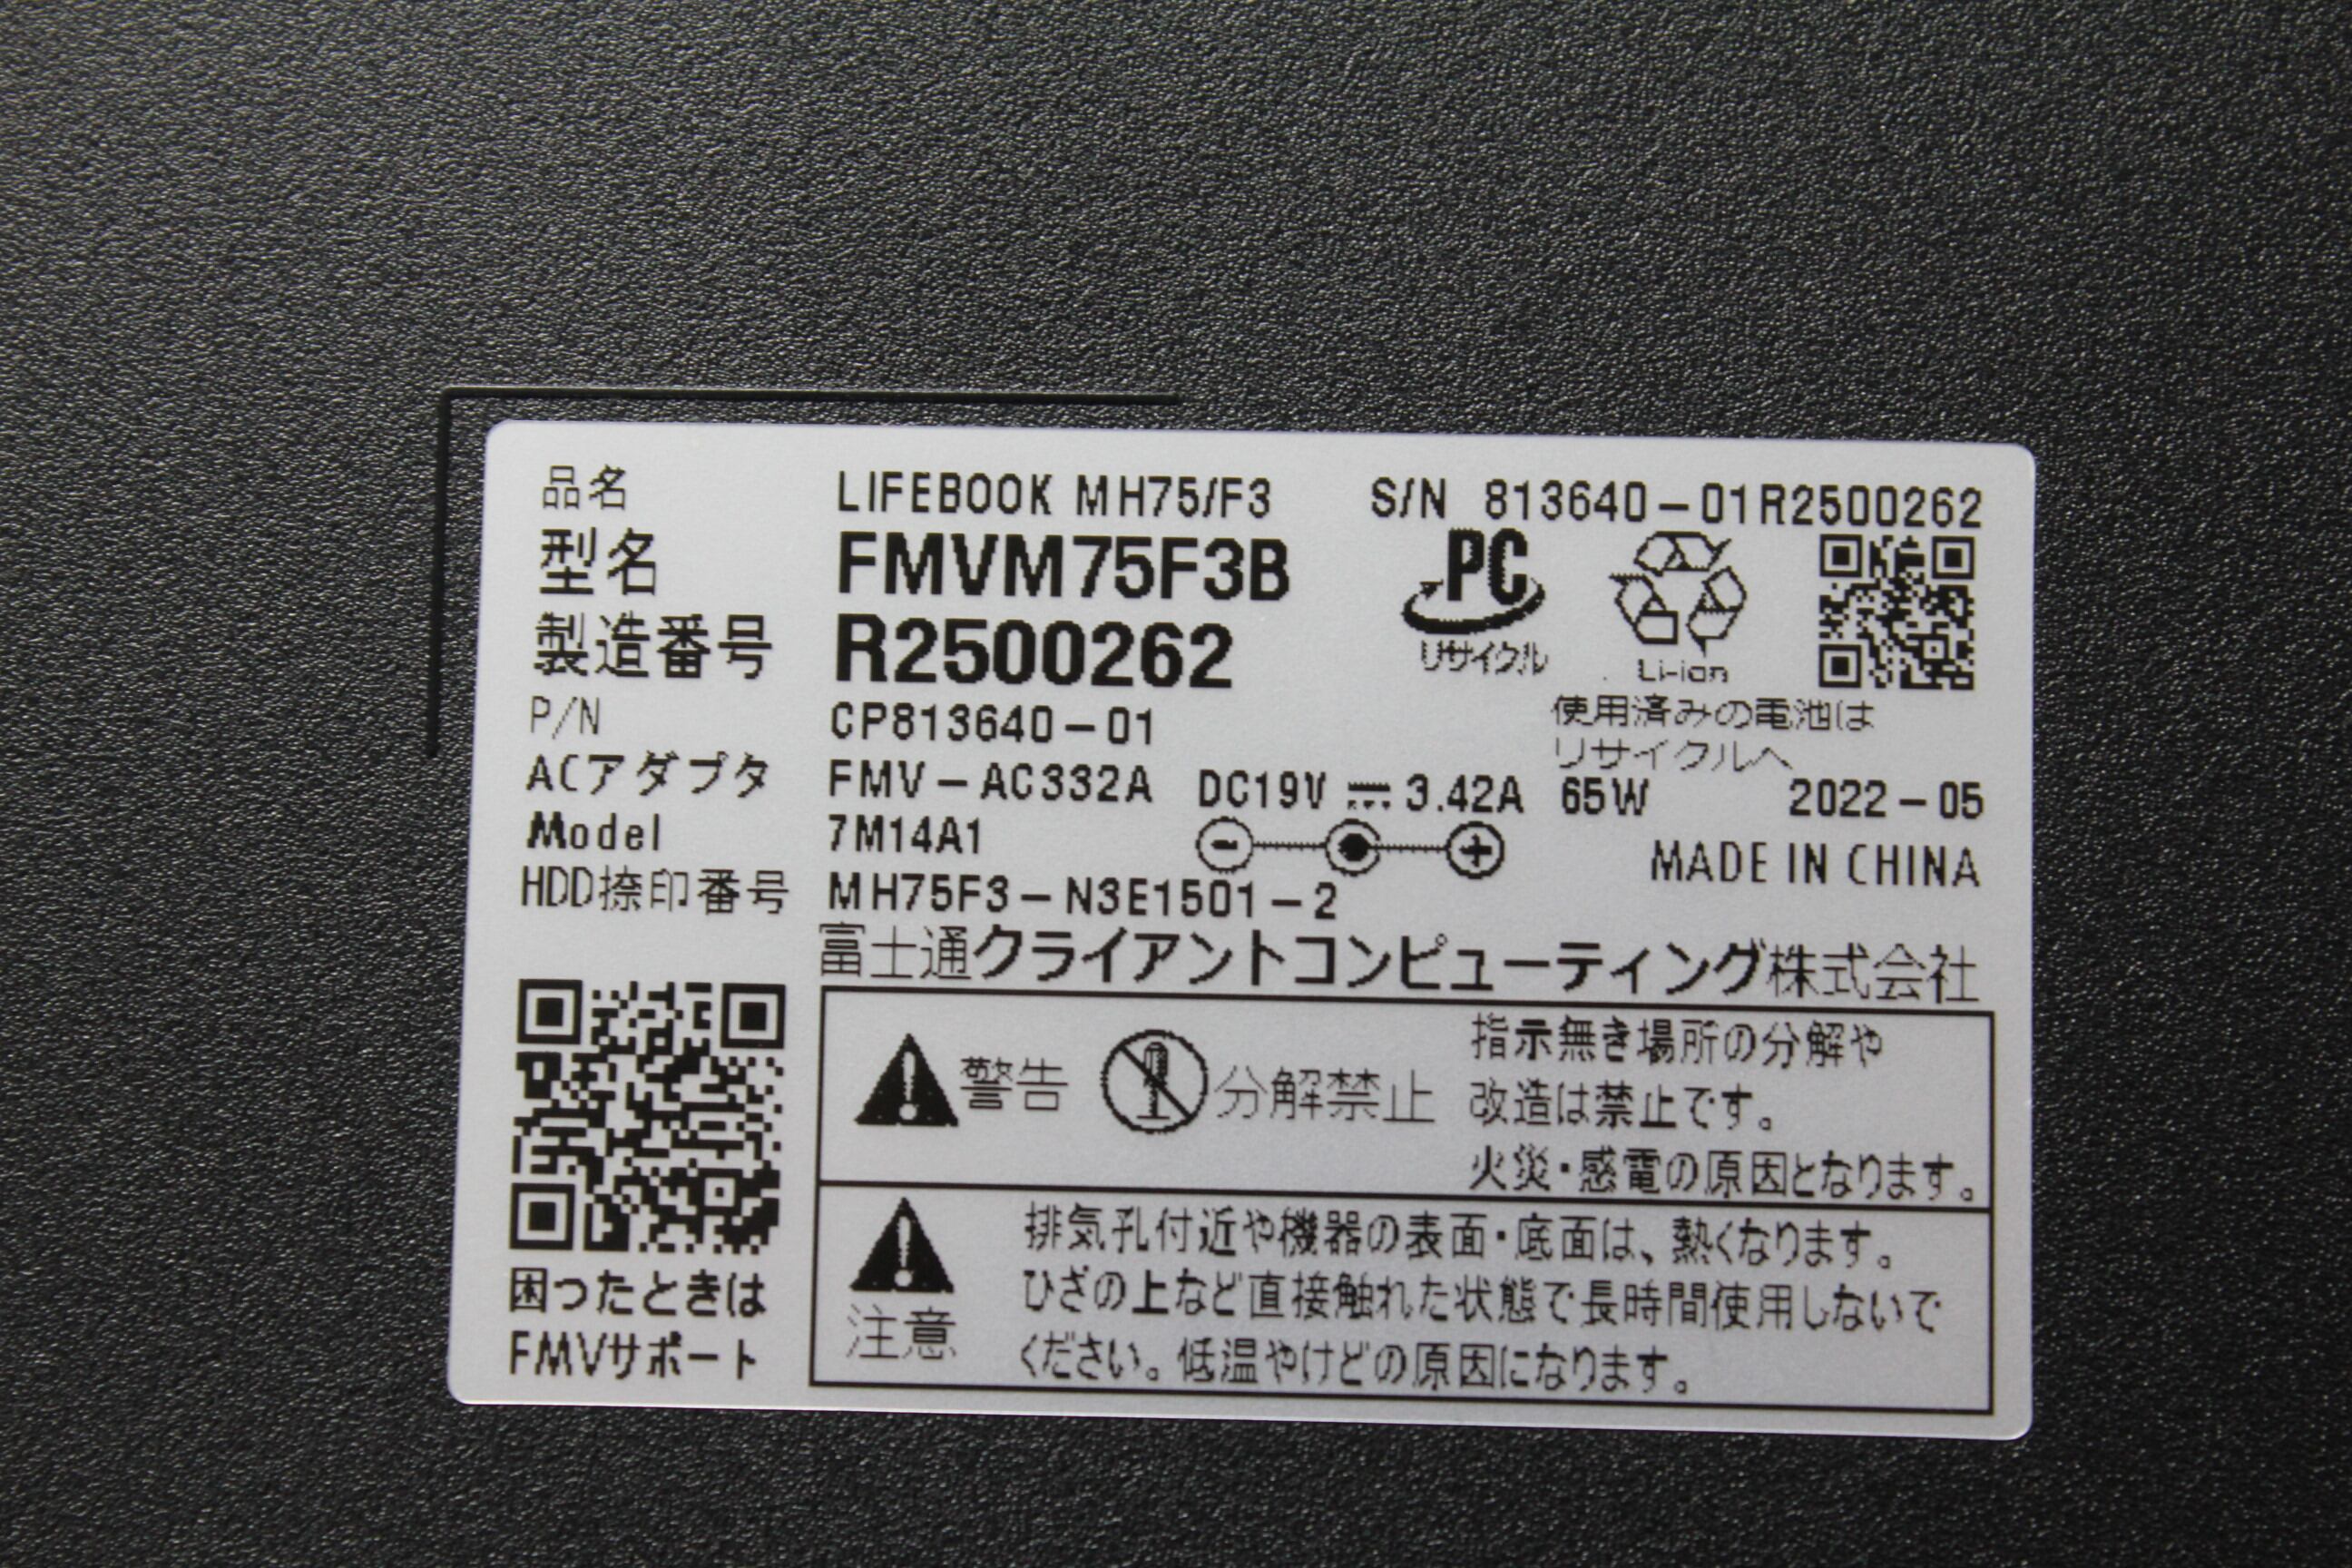 品名 LIFEBOOK MH75/F3 S/N 813640-01R2500262
型名 FMVM75F3B
製造番号 R2500262
PC
リサイクル
Li-ion
P/N CP813640-01
使用済みの電池は
リサイクルへ
ACアダプタ FMV-AC332A DC19V ⎓ 3.42A 65W 2022-05
Model 7M14A1
MADE IN CHINA
HDD捺印番号 MH75F3-N3E1501-2
富士通クライアントコンピューティング株式会社
警告 分解禁止
指示無き場所の分解や
改造は禁止です。
火災・感電の原因となります。
注意
排気孔付近や機器の表面・底面は、熱くなります。
ひざの上など直接触れた状態で長時間使用しないで
ください。低温やけどの原因になります。
困ったときは
FMVサポート